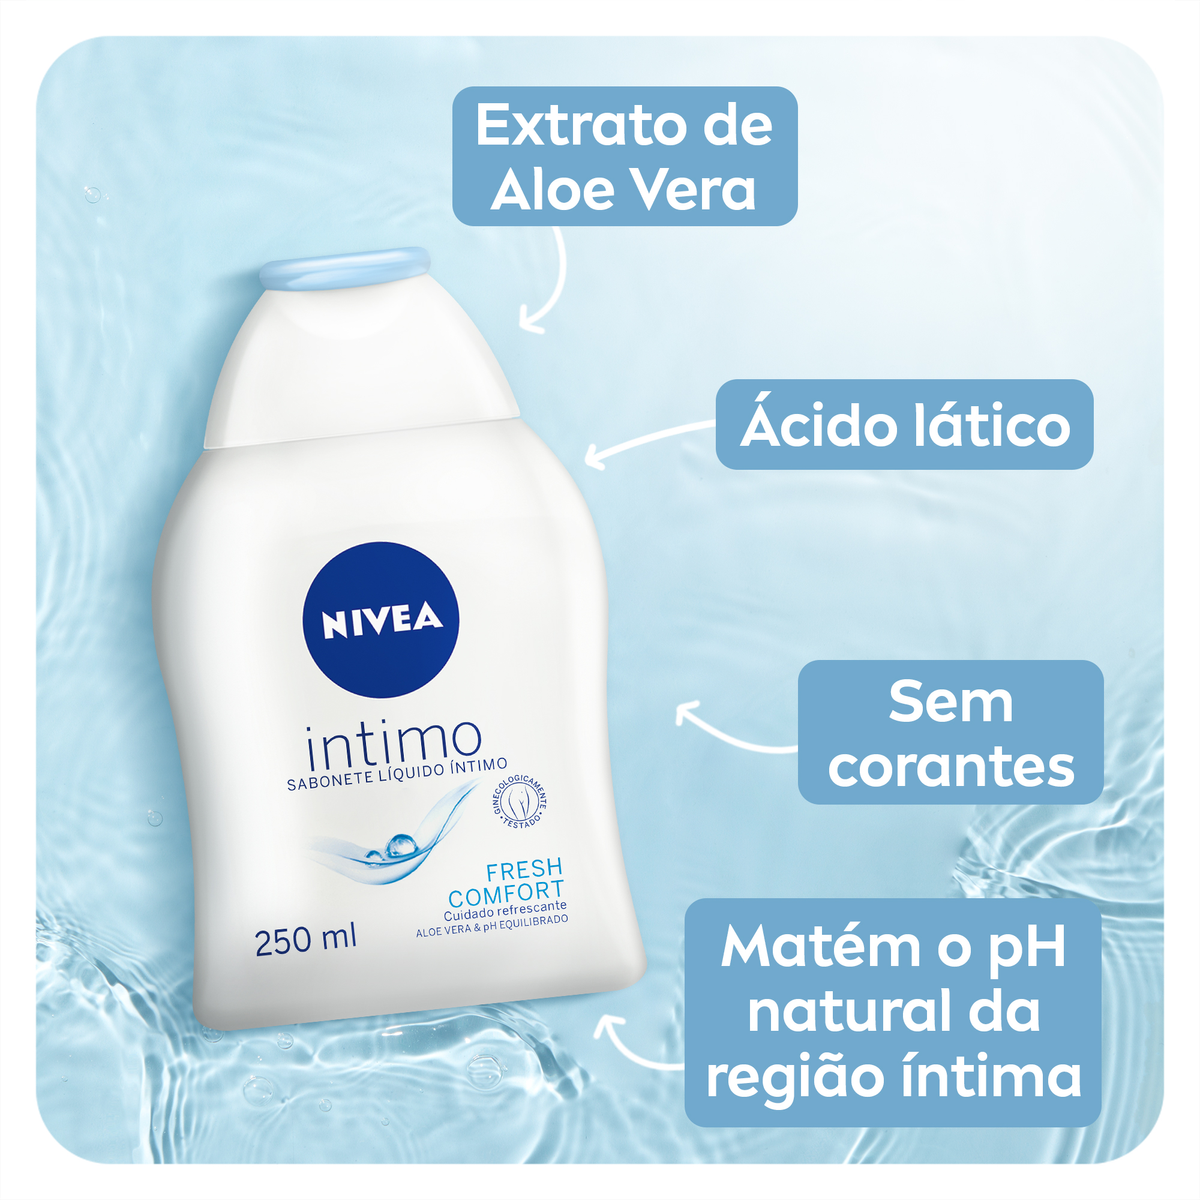 Extrato de
Aloe Vera
Ácido lático
Sem
corantes
Matém o pH
natural da
região íntima
NIVEA
intimo
SABONETE LÍQUIDO ÍNTIMO
GINECOLOGICAMENTE
• TESTADO •
FRESH
COMFORT
Cuidado refrescante
ALOE VERA & pH EQUILIBRADO
250 ml